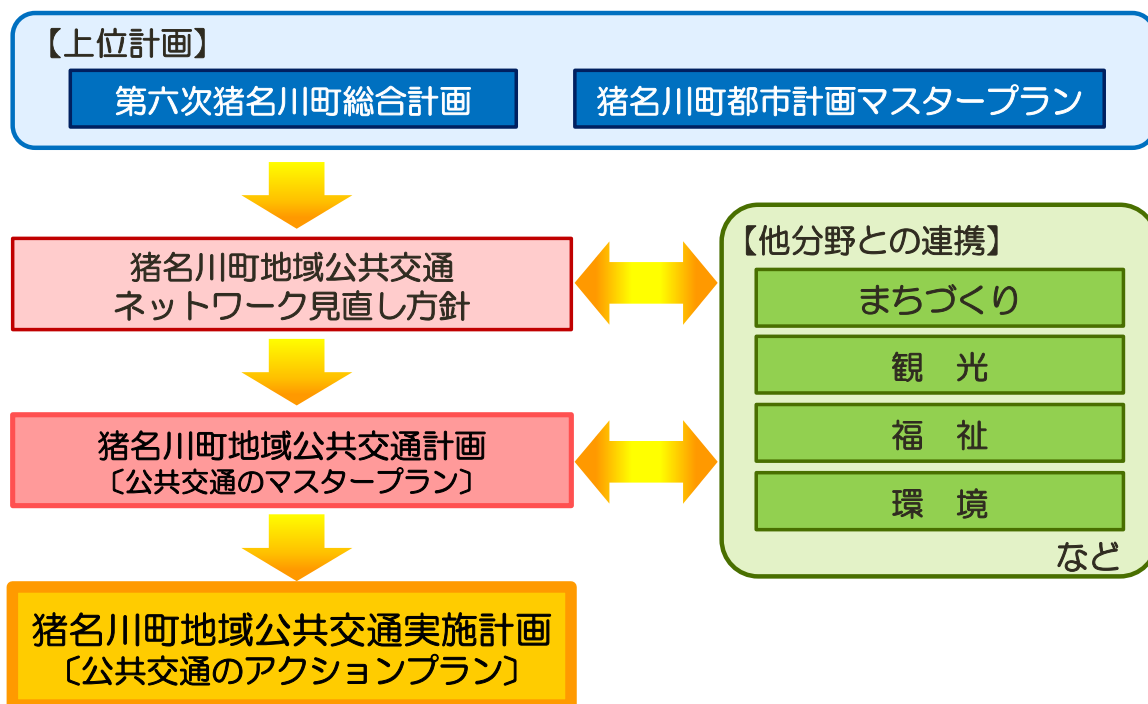 【上位計画】
第六次猪名川町総合計画
猪名川町都市計画マスタープラン
猪名川町地域公共交通
ネットワーク見直し方針
【他分野との連携】
まちづくり
観　光
福　祉
環　境
など
猪名川町地域公共交通計画
〔公共交通のマスタープラン〕
猪名川町地域公共交通実施計画
〔公共交通のアクションプラン〕